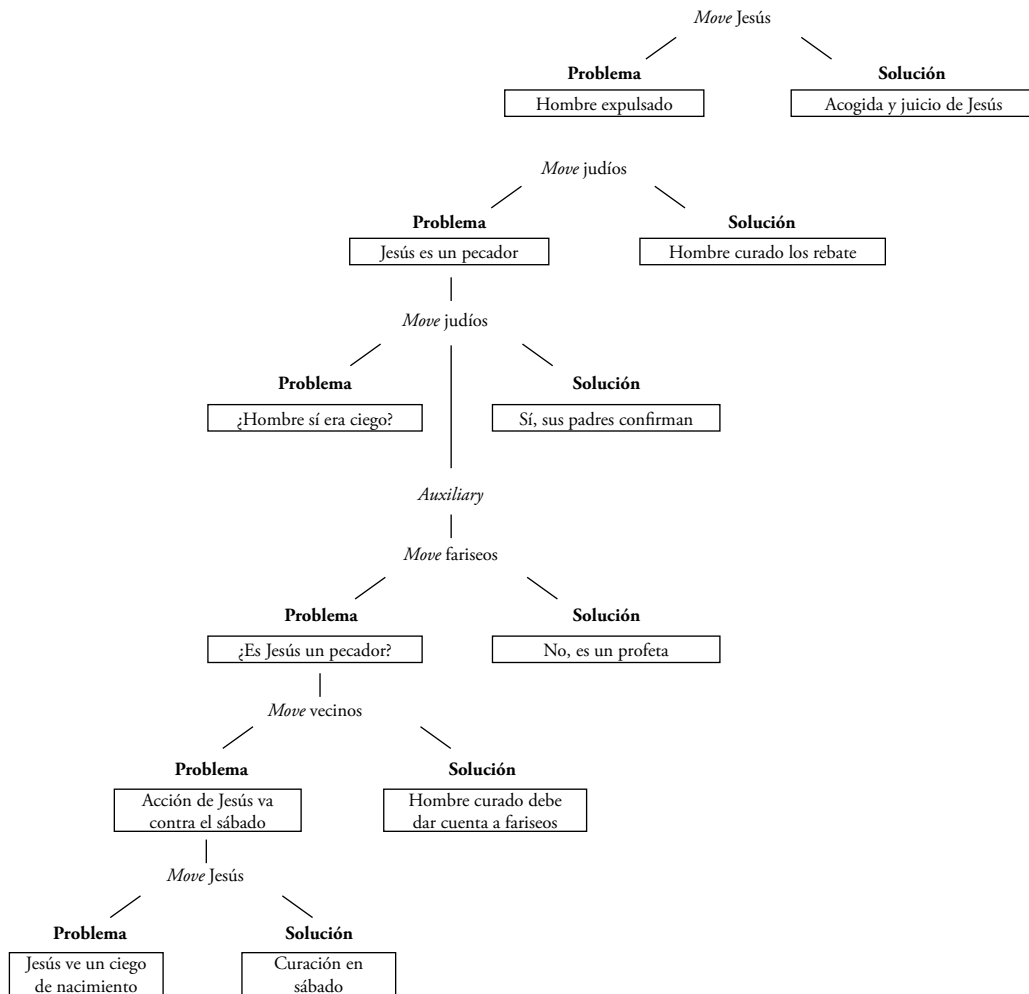 Move Jesús
Problema
Solución
Hombre expulsado
Acogida y juicio de Jesús
Move judíos
Problema
Solución
Jesús es un pecador
Hombre curado los rebate
Move judíos
Problema
Solución
¿Hombre sí era ciego?
Sí, sus padres confirman
Auxiliary
Move fariseos
Problema
Solución
¿Es Jesús un pecador?
No, es un profeta
Move vecinos
Problema
Solución
Acción de Jesús va
contra el sábado
Hombre curado debe
dar cuenta a fariseos
Move Jesús
Problema
Solución
Jesús ve un ciego
de nacimiento
Curación en
sábado